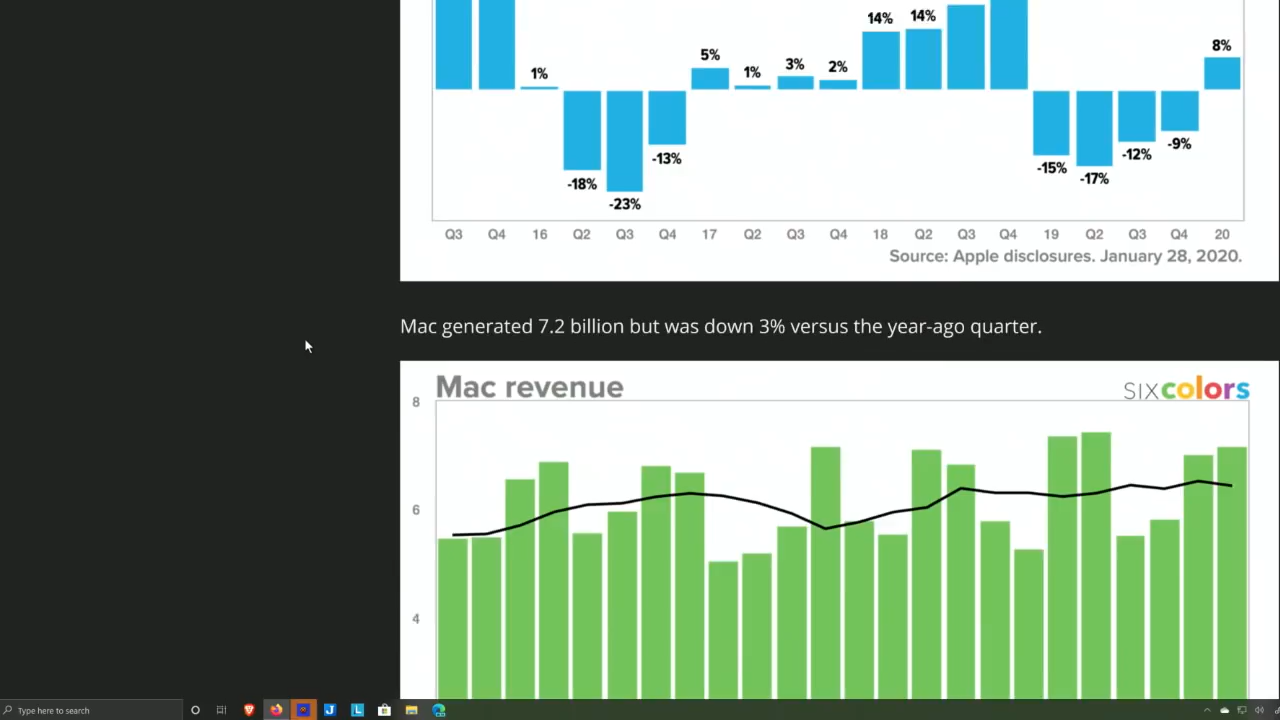 14% 14%
8%
5%
1% 1% 3% 2%
-18% -23% -13% -15% -17% -12% -9%
Q3 Q4 16 Q2 Q3 Q4 17 Q2 Q3 Q4 18 Q2 Q3 Q4 19 Q2 Q3 Q4 20
Source: Apple disclosures. January 28, 2020.
Mac generated 7.2 billion but was down 3% versus the year-ago quarter.
Mac revenue
SIXcolors
8
6
4
Type here to search